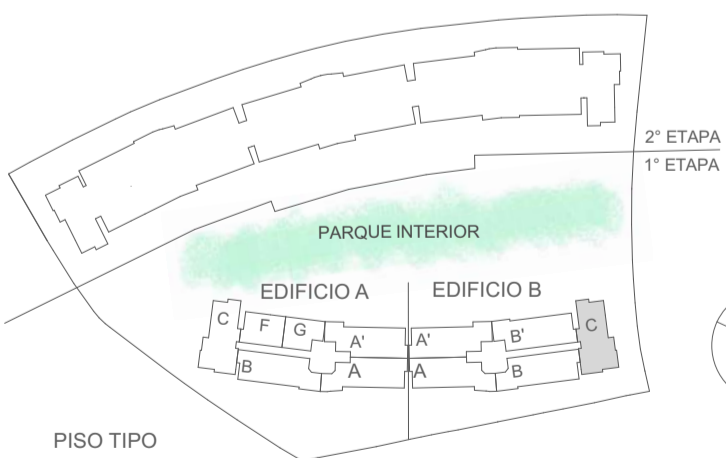 2° ETAPA
1° ETAPA
PARQUE INTERIOR
EDIFICIO A EDIFICIO B
C F G A' A' B' C
B A A B
PISO TIPO